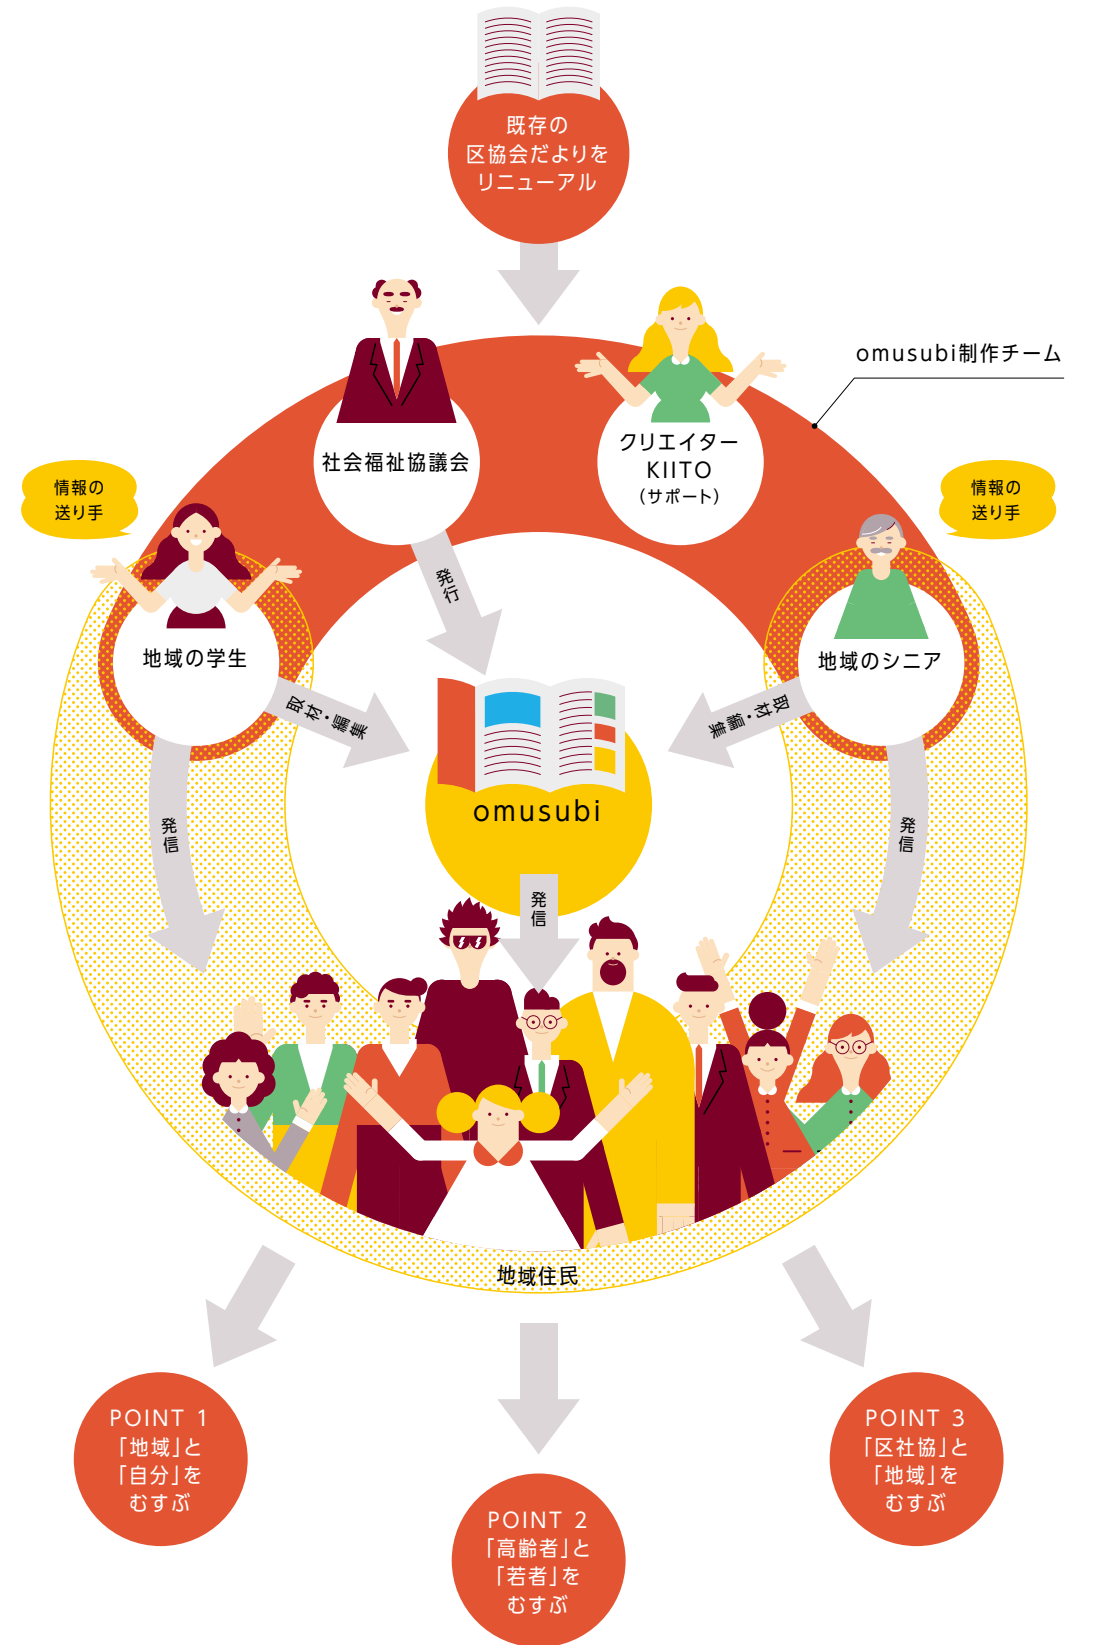 既存の
区協会だよりを
リニューアル
omusubi制作チーム
社会福祉協議会
クリエイター
KIITO
（サポート）
情報の
送り手
情報の
送り手
地域の学生
地域のシニア
発行
取材・編集
取材・編集
omusubi
発信
発信
発信
地域住民
POINT 1
「地域」と
「自分」を
むすぶ
POINT 2
「高齢者」と
「若者」を
むすぶ
POINT 3
「区社協」と
「地域」を
むすぶ